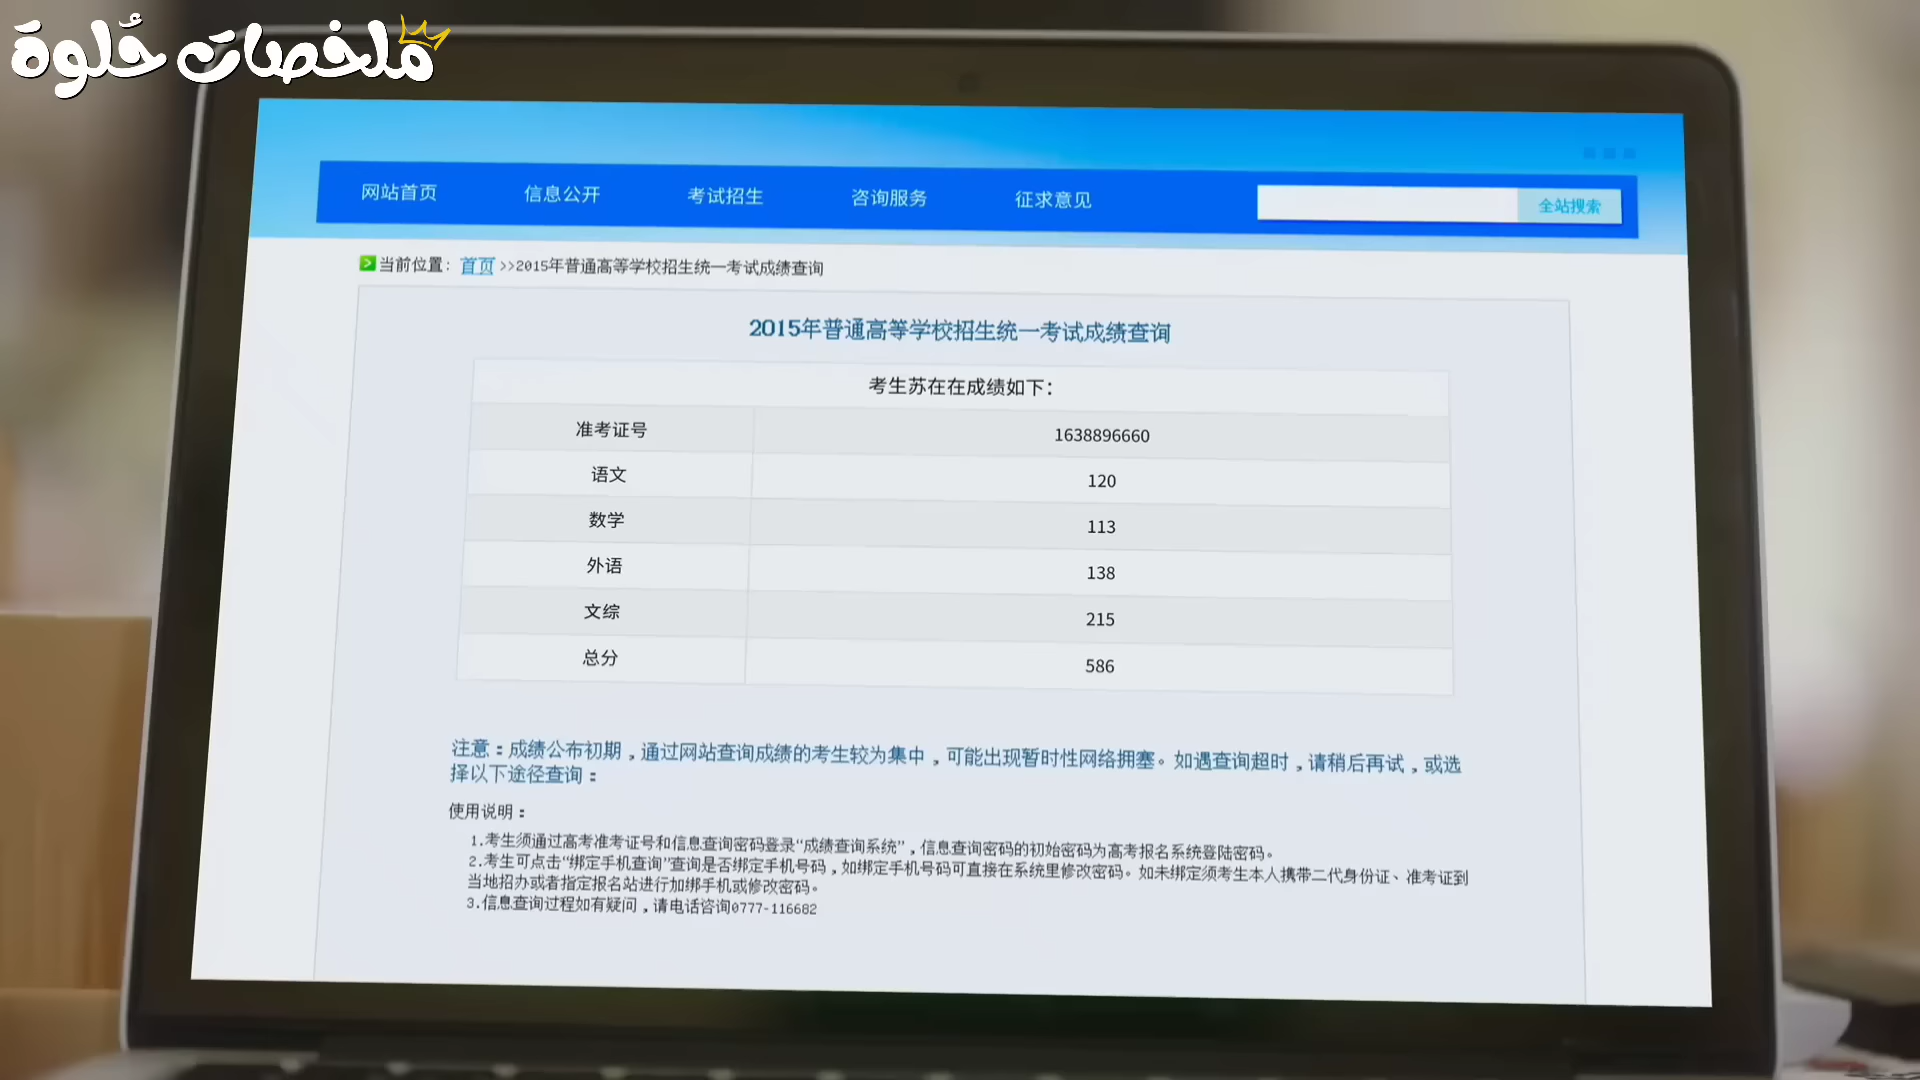 ملخصات حلوة
网站首页 信息公开 考试招生 咨询服务 征求意见 全站搜索
当前位置：首页 >>2015年普通高等学校招生统一考试成绩查询
2015年普通高等学校招生统一考试成绩查询
考生苏在在成绩如下：
准考证号 1638896660
语文 120
数学 113
外语 138
文综 215
总分 586
注意：成绩公布初期，通过网站查询成绩的考生较为集中，可能出现暂时性网络拥塞。如遇查询超时，请稍后再试，或选
择以下途径查询：
使用说明：
1.考生须通过高考准考证号和信息查询密码登录“成绩查询系统”，信息查询密码的初始密码为高考报名系统登陆密码。
2.考生可点击“绑定手机查询”查询是否绑定手机号码，如绑定手机号码可直接在系统里修改密码。如未绑定须考生本人携带二代身份证、准考证到
当地招办或者指定报名站进行加绑手机或修改密码。
3.信息查询过程如有疑问，请电话咨询0777-116682